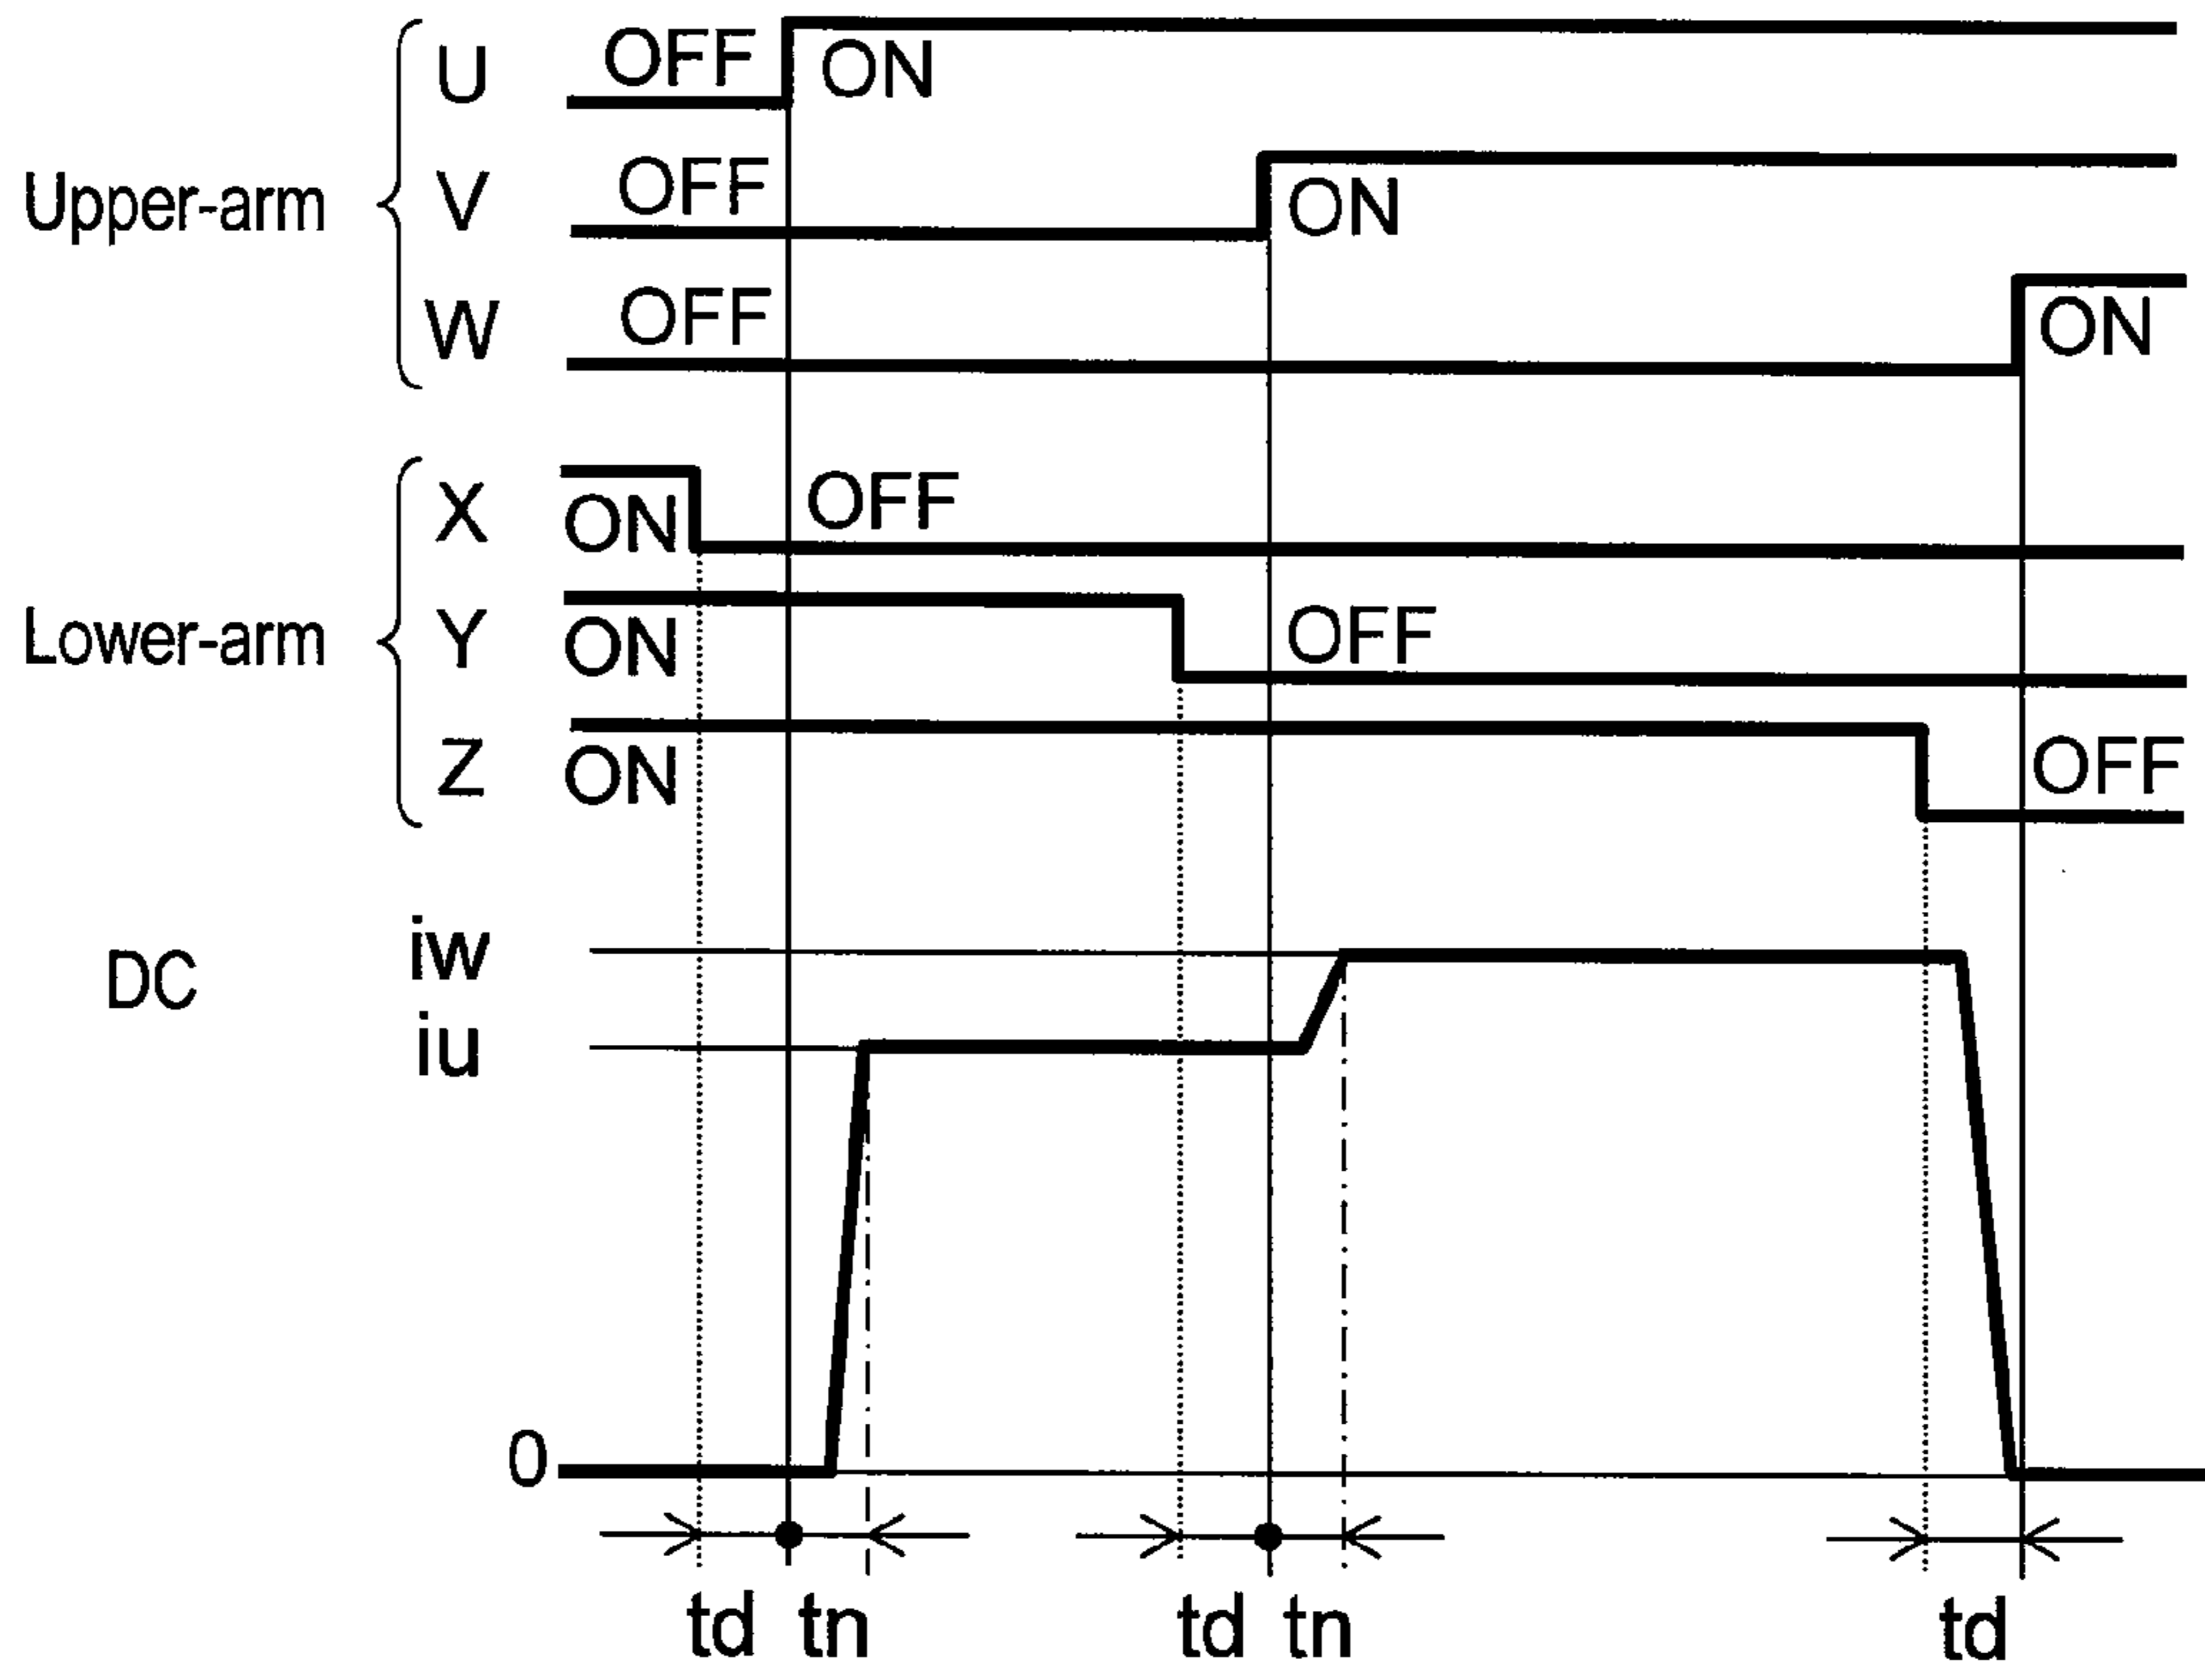 U OFF ON
Upper-arm V OFF ON
W OFF ON
X ON OFF
Lower-arm Y ON OFF
Z ON OFF
iw
DC
iu
0
td tn td tn td